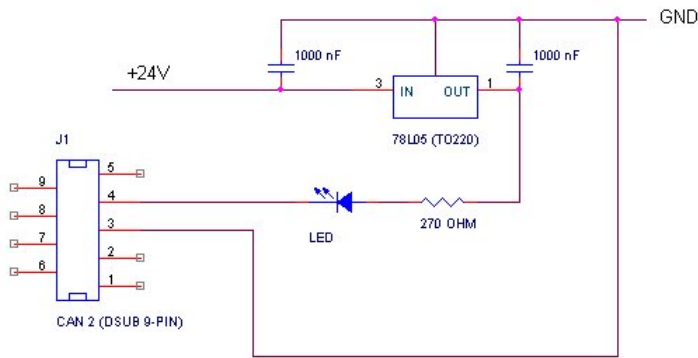 GND
1000 nF
1000 nF
+24V
3
IN
OUT
1
78L05 (TO220)
J1
5
9
4
8
3
7
2
6
1
LED
270 OHM
CAN 2 (DSUB 9-PIN)